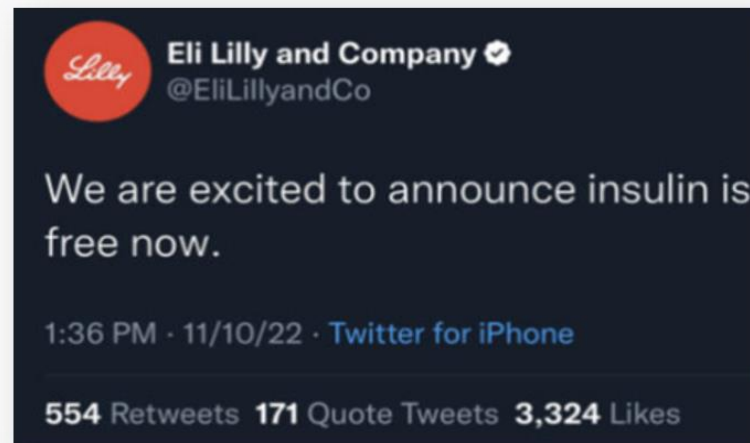 Lilly
Eli Lilly and Company
@EliLillyandCo
We are excited to announce insulin is
free now.
1:36 PM · 11/10/22 · Twitter for iPhone
554 Retweets 171 Quote Tweets 3,324 Likes